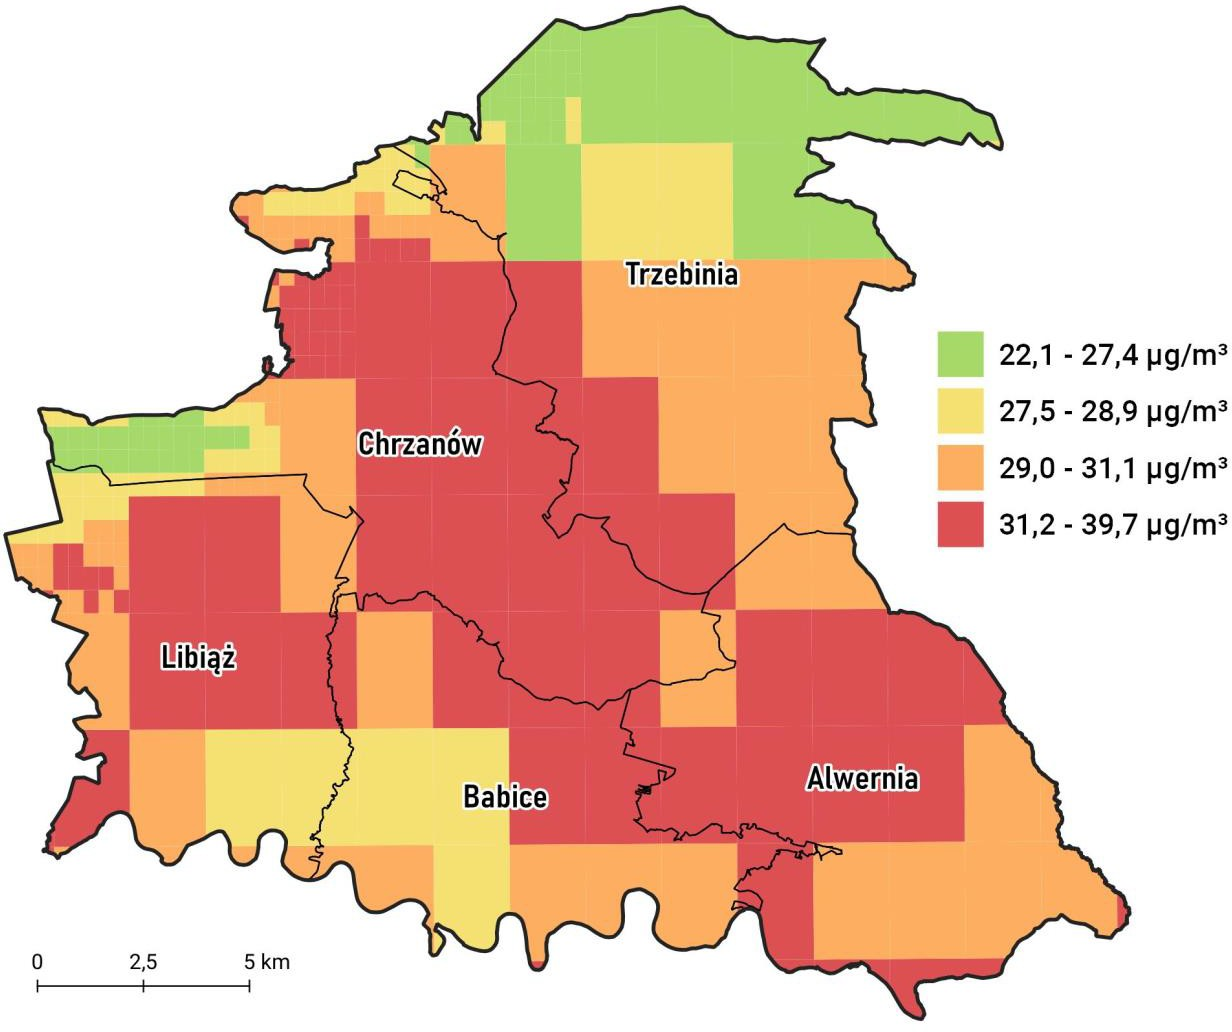 Trzebinia
22,1 - 27,4 µg/m³
27,5 - 28,9 µg/m³
Chrzanów
29,0 - 31,1 µg/m³
31,2 - 39,7 µg/m³
Libiąż
Alwernia
Babice
0 2,5 5 km